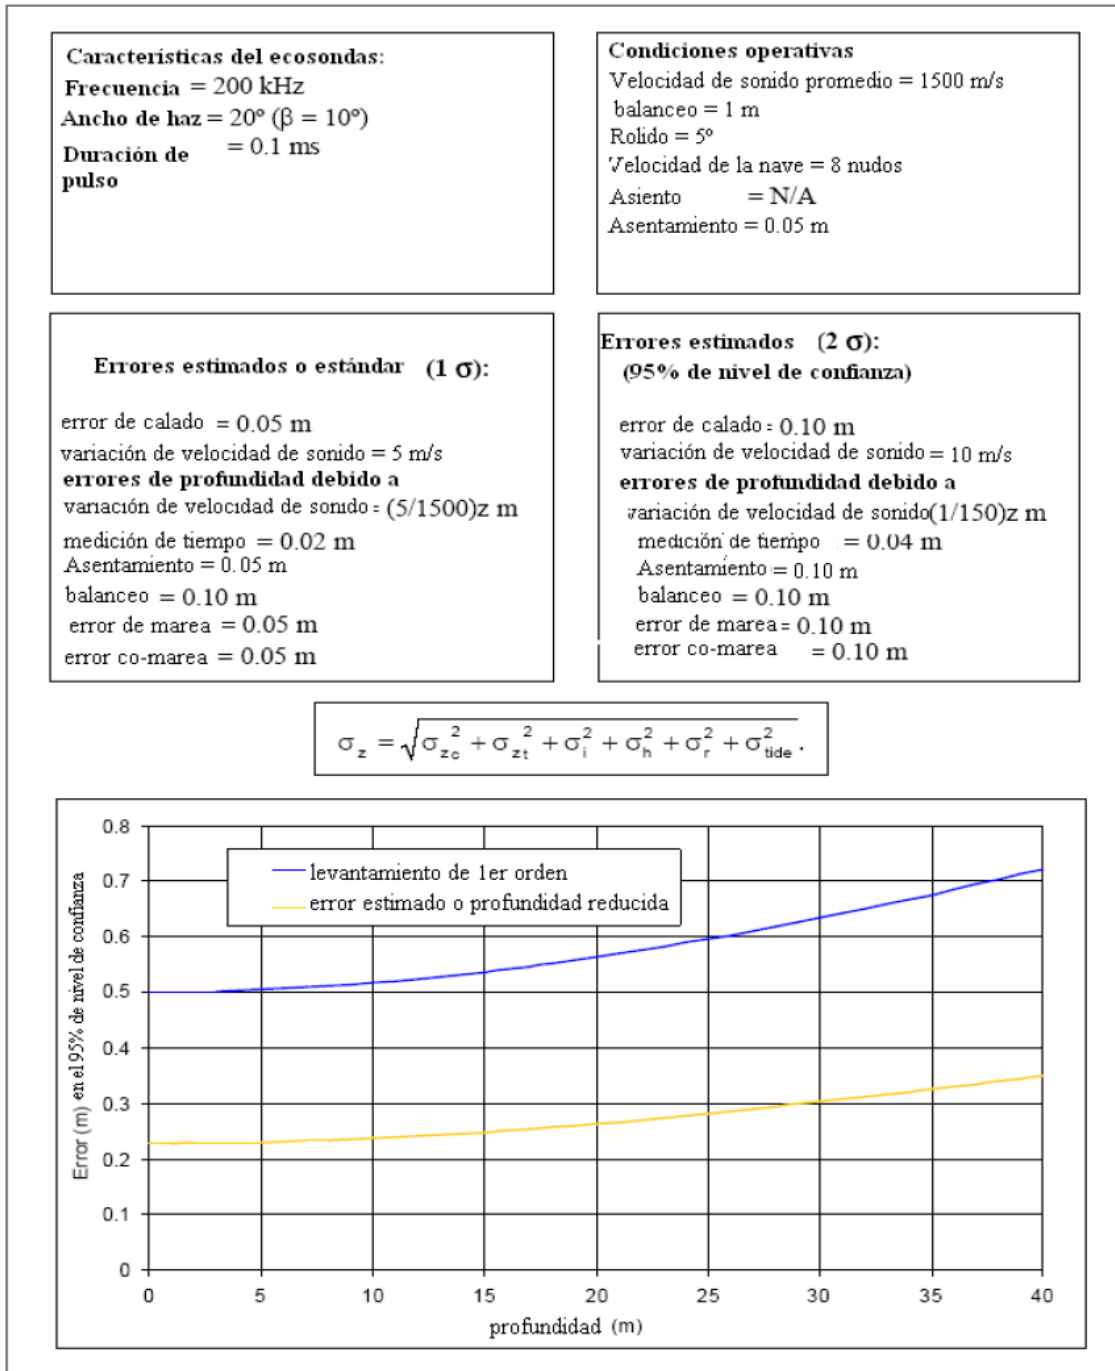 Características del ecosondas:
Frecuencia = 200 kHz
Ancho de haz = 20º (β = 10º)
Duración de pulso = 0.1 ms
Condiciones operativas
Velocidad de sonido promedio = 1500 m/s
balanceo = 1 m
Rolido = 5º
Velocidad de la nave = 8 nudos
Asiento = N/A
Asentamiento = 0.05 m
Errores estimados o estándar (1 σ):
error de calado = 0.05 m
variación de velocidad de sonido = 5 m/s
errores de profundidad debido a
variación de velocidad de sonido = (5/1500)z m
medición de tiempo = 0.02 m
Asentamiento = 0.05 m
balanceo = 0.10 m
error de marea = 0.05 m
error co-marea = 0.05 m
Errores estimados (2 σ):
(95% de nivel de confianza)
error de calado = 0.10 m
variación de velocidad de sonido = 10 m/s
errores de profundidad debido a
variación de velocidad de sonido(1/150)z m
medición de tiempo = 0.04 m
Asentamiento = 0.10 m
balanceo = 0.10 m
error de marea = 0.10 m
error co-marea = 0.10 m
σz = √σzc² + σzt² + σi² + σh² + σr² + σtide².
levantamiento de 1er orden
error estimado o profundidad reducida
Error (m) en el 95% de nivel de confianza
0.8
0.7
0.6
0.5
0.4
0.3
0.2
0.1
0
0 5 10 15 20 25 30 35 40
profundidad (m)